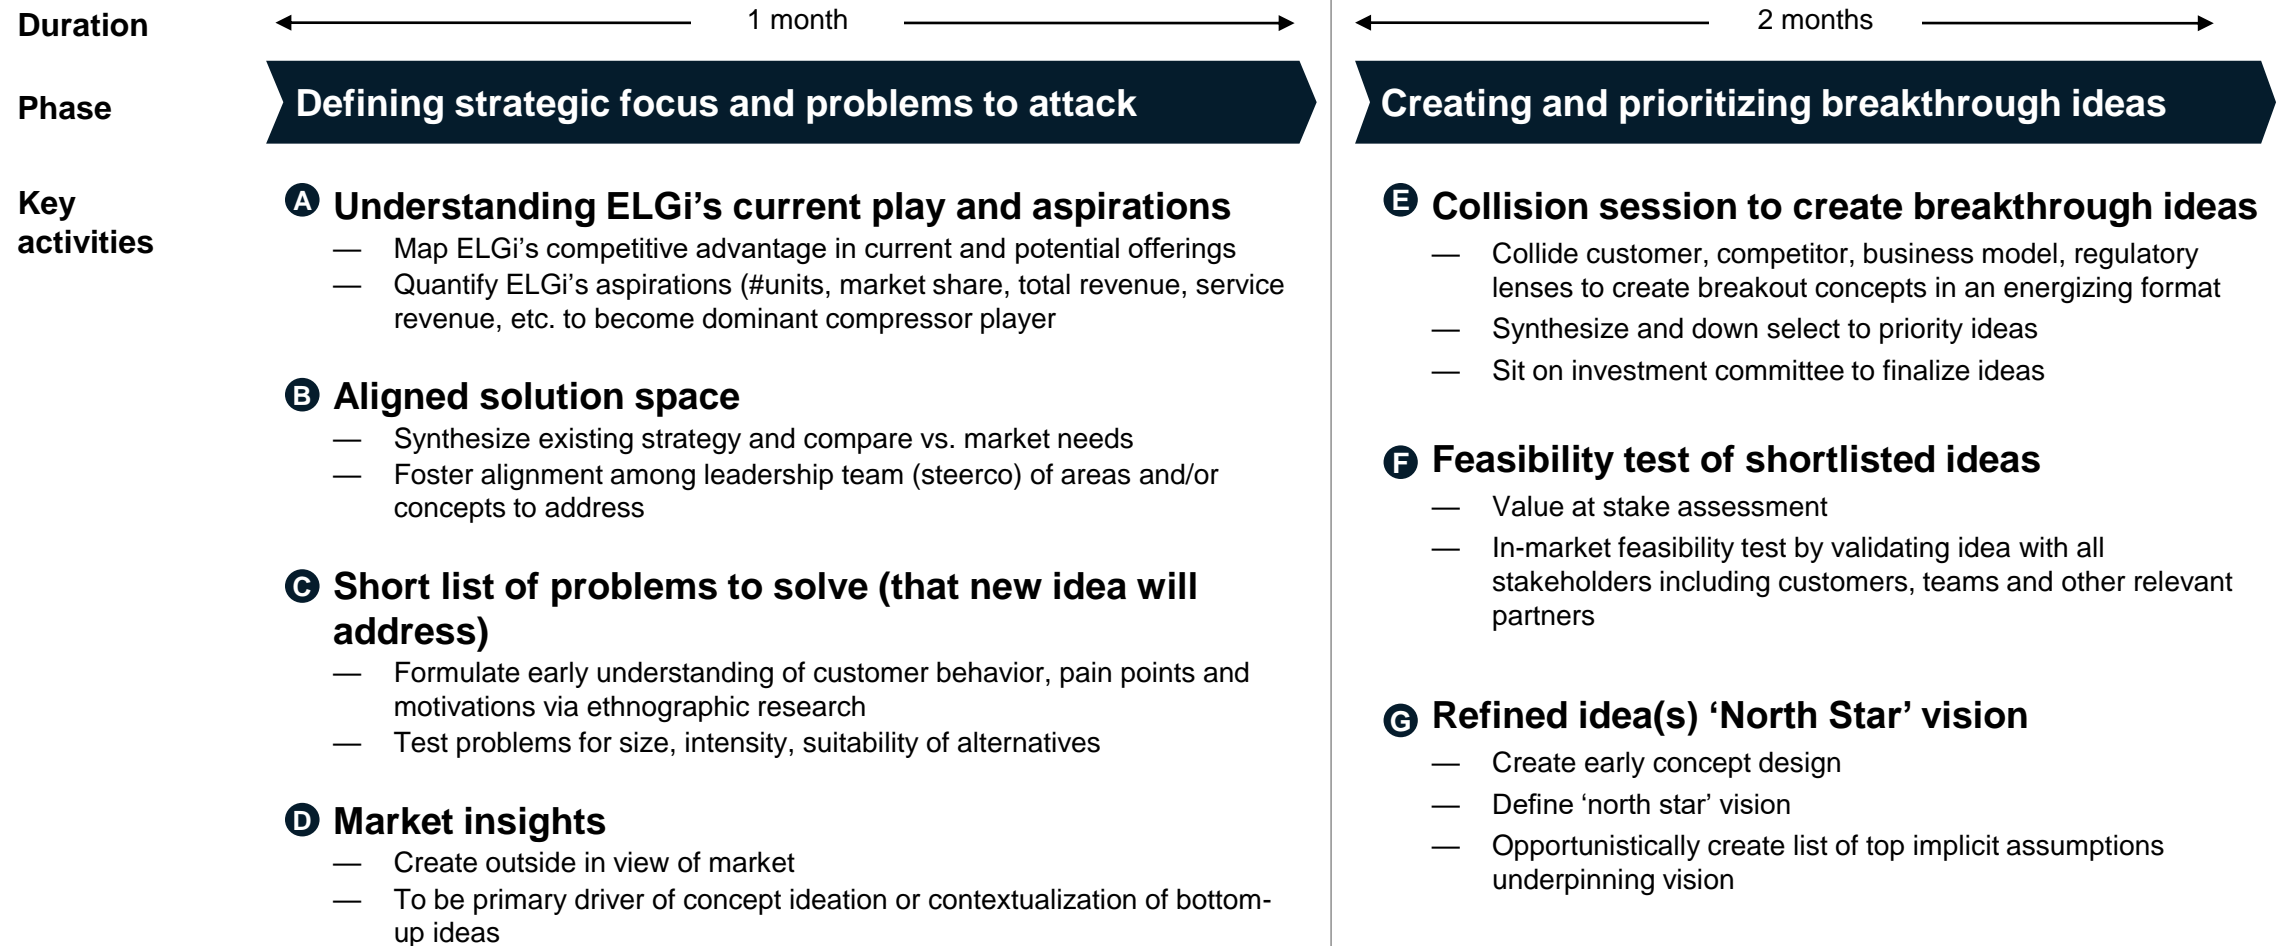 Duration
1 month
2 months
Phase
Defining strategic focus and problems to attack
Creating and prioritizing breakthrough ideas
Key
activities
A Understanding ELGi’s current play and aspirations
— Map ELGi’s competitive advantage in current and potential offerings
— Quantify ELGi’s aspirations (#units, market share, total revenue, service
revenue, etc. to become dominant compressor player
B Aligned solution space
— Synthesize existing strategy and compare vs. market needs
— Foster alignment among leadership team (steerco) of areas and/or
concepts to address
C Short list of problems to solve (that new idea will
address)
— Formulate early understanding of customer behavior, pain points and
motivations via ethnographic research
— Test problems for size, intensity, suitability of alternatives
D Market insights
— Create outside in view of market
— To be primary driver of concept ideation or contextualization of bottom-
up ideas
E Collision session to create breakthrough ideas
— Collide customer, competitor, business model, regulatory
lenses to create breakout concepts in an energizing format
— Synthesize and down select to priority ideas
— Sit on investment committee to finalize ideas
F Feasibility test of shortlisted ideas
— Value at stake assessment
— In-market feasibility test by validating idea with all
stakeholders including customers, teams and other relevant
partners
G Refined idea(s) ‘North Star’ vision
— Create early concept design
— Define ‘north star’ vision
— Opportunistically create list of top implicit assumptions
underpinning vision